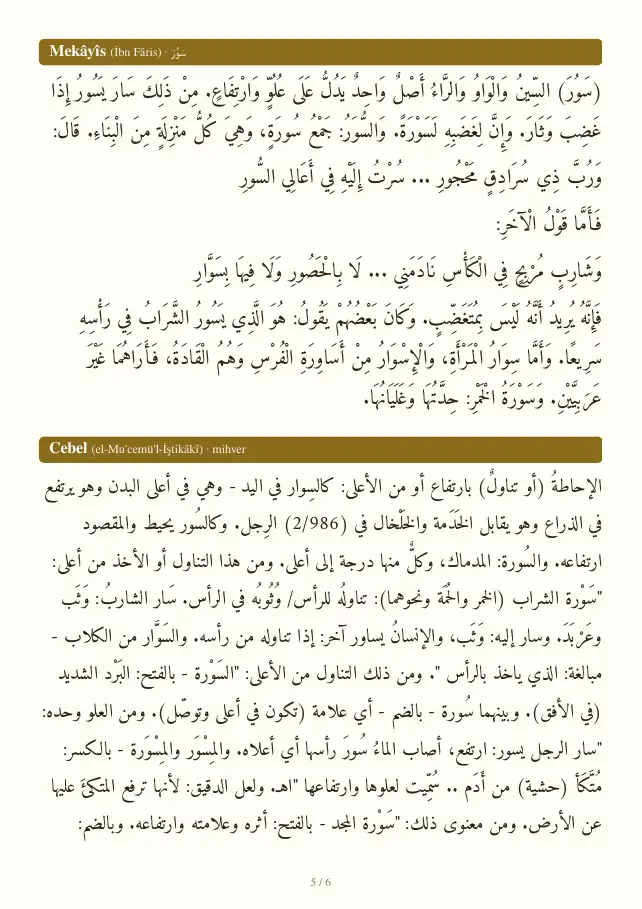 Mekâyîs (İbn Fâris) · سَوُرَ
(سَوُرَ) السِّينُ وَالْوَاوُ وَالرَّاءُ أَصْلٌ وَاحِدٌ يَدُلُّ عَلَى عُلُوٍّ وَارْتِفَاعٍ. مِنْ ذَلِكَ سَارَ يَسُورُ إِذَا
غَضِبَ وَثَارَ. وَإِنَّ لِغَضَبِهِ لَسَوْرَةً. وَالسُّوَرُ: جَمْعُ سُورَةٍ، وَهِيَ كُلُّ مَنْزِلَةٍ مِنَ الْبِنَاءِ. قَالَ:
وَرُبَّ ذِي سُرَادِقٍ مَحْجُورِ ... سُرْتُ إِلَيْهِ فِي أَعَالِي السُّورِ
فَأَمَّا قَوْلُ الْآخَرِ:
وَشَارِبٍ مُرْبِحٍ فِي الْكَأْسِ نَادَمَنِي ... لَا بِالْحَصُورِ وَلَا فِيهَا بِسَوَّارِ
فَإِنَّهُ يُرِيدُ أَنَّهُ لَيْسَ بِمُتَغَضِّبٍ. وَكَانَ بَعْضُهُمْ يَقُولُ: هُوَ الَّذِي يَسُورُ الشَّرَابُ فِي رَأْسِهِ
سَرِيعًا. وَأَمَّا سِوَارُ الْمَرْأَةِ، وَالْإِسْوَارُ مِنْ أَسَاوِرَةِ الْفُرْسِ وَهُمُ الْقَادَةُ، فَأَرَاهُمَا غَيْرَ
عَرَبِيَّيْنِ. وَسَوْرَةُ الْخَمْرِ: حِدَّتُهَا وَغَلَيَانُهَا.
Cebel (el-Mu'cemü'l-İştikâkî) · mihver
الإحاطةُ (أو تناولٌ) بارتفاع أو من الأعلى: كالسِوار في اليد - وهي في أعلى البدن وهو يرتفع
في الذراع وهو يقابل الخَدَمة والخَلْخال في (2/986) الرِجل. وكالسُور يحيط والمقصود
ارتفاعه. والسُورة: المدماك، وكلٌّ منها درجة إلى أعلى. ومن هذا التناول أو الأخذ من أعلى:
"سَوْرة الشراب (الخمر والحُمَة ونحوهما): تناولُه للرأس/ وُثُوبُه في الرأس. سَار الشاربُ: وَثَب
وعَرْبَدَ. وسار إليه: وَثَب، والإنسانُ يساور آخر: إذا تناوله من رأسه. والسَوَّار من الكلاب -
مبالغة: الذي ياخذ بالرأس ". ومن ذلك التناول من الأعلى: "السَوْرة - بالفتح: البَرْد الشديد
(في الأفق). وبينهما سُورة - بالضم - أي علامة (تكون في أعلى وتوصّل). ومن العلو وحده:
"سار الرجل يسور: ارتفع، أصاب الماءُ سُورَ رأسها أي أعلاه. والمِسْوَر والمِسْوَرة - بالكسر:
مُتَّكَأ (حشية) من أَدَم .. سُمِّيت لعلوها وارتفاعها "اهـ. ولعل الدقيق: لأنها ترفع المتكئَ عليها
عن الأرض. ومن معنوى ذلك: "سَوْرة المجد - بالفتح: أثره وعلامته وارتفاعه. وبالضم:
5 / 6